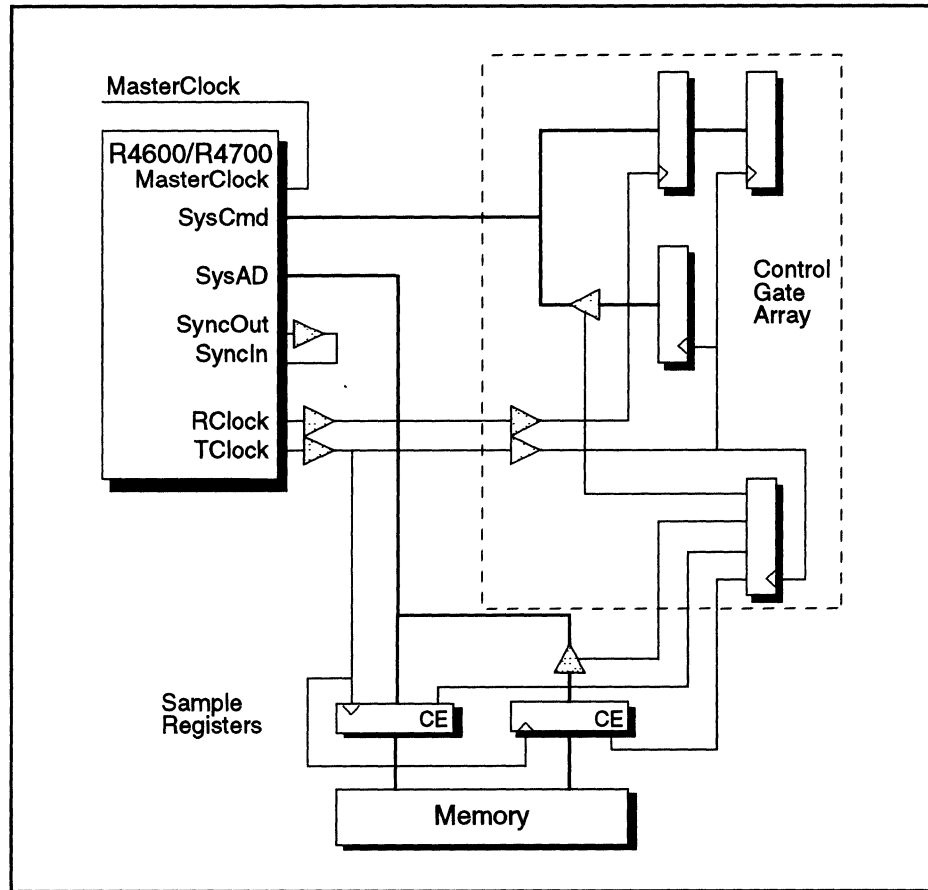 MasterClock
R4600/R4700
MasterClock
SysCmd
SysAD
SyncOut
SyncIn
RClock
TClock
Control
Gate
Array
Sample
Registers
CE
CE
Memory